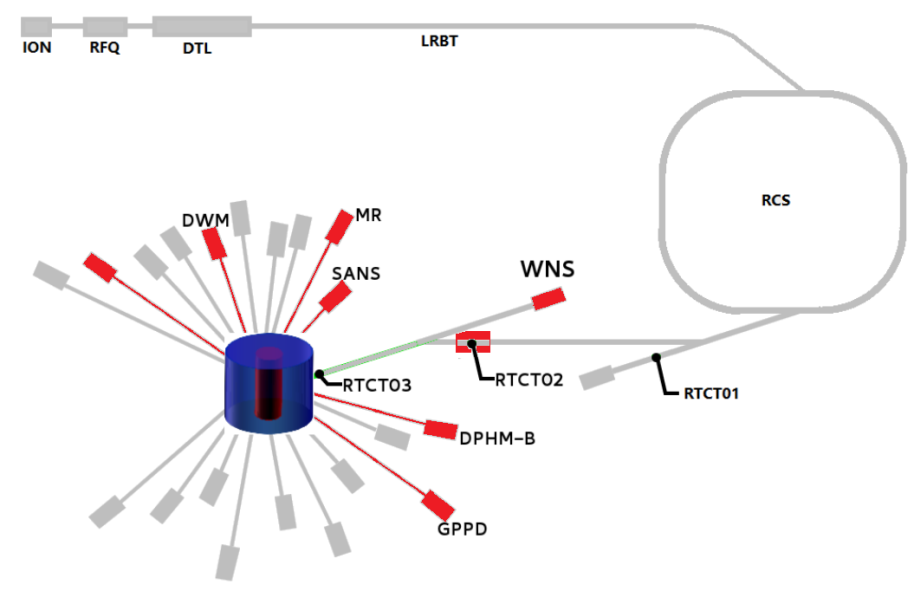 ION
RFQ
DTL
LRBT
RCS
DWM
MR
SANS
WNS
RTCT02
RTCT03
RTCT01
DPHM-B
GPPD